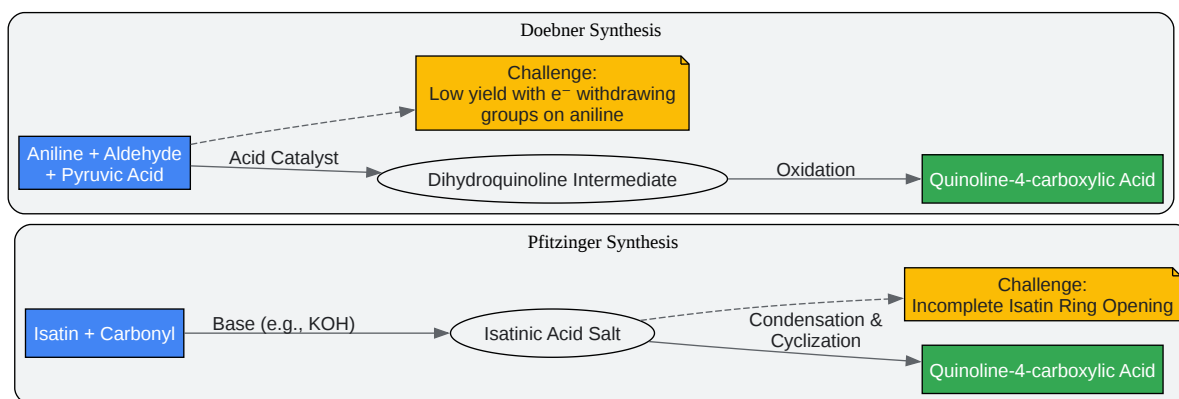 Doebner Synthesis
Challenge:
Low yield with e⁻ withdrawing
groups on aniline
Aniline + Aldehyde
+ Pyruvic Acid
Acid Catalyst
Dihydroquinoline Intermediate
Oxidation
Quinoline-4-carboxylic Acid
Pfitzinger Synthesis
Challenge:
Incomplete Isatin Ring Opening
Isatin + Carbonyl
Base (e.g., KOH)
Isatinic Acid Salt
Condensation &
Cyclization
Quinoline-4-carboxylic Acid